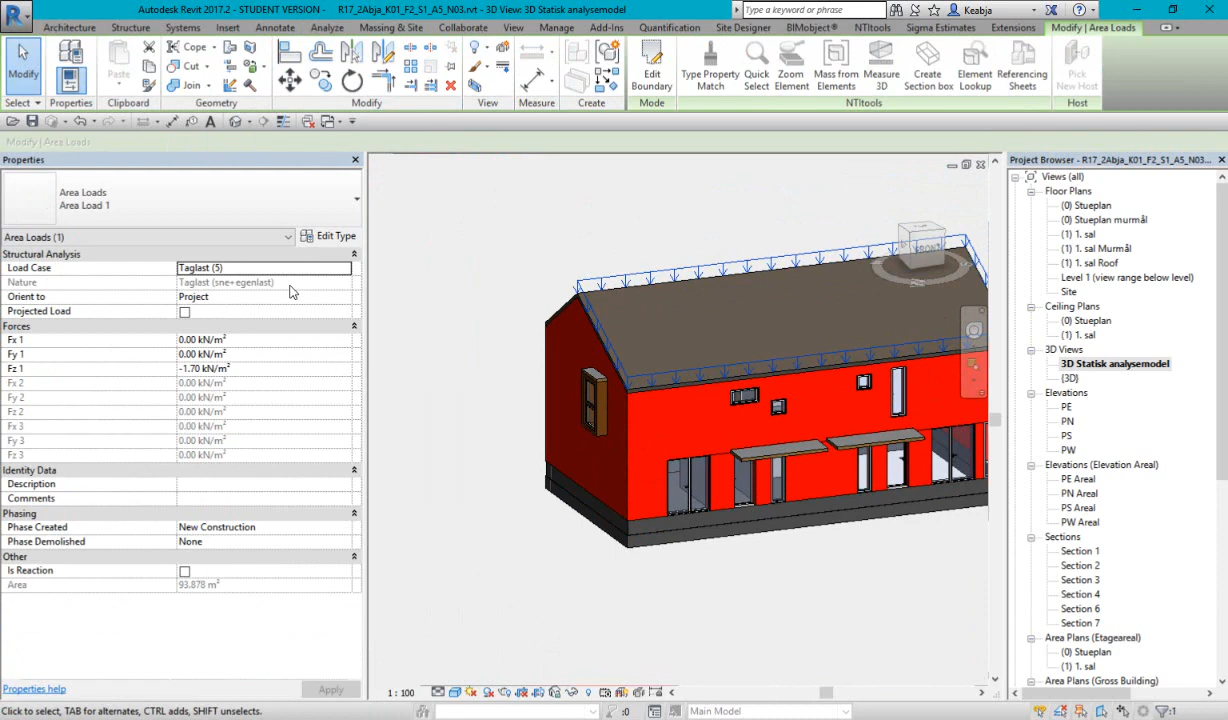 Autodesk Revit 2017.2 - STUDENT VERSION - R17_2Abja_K01_F2_S1_A5_N03.rvt - 3D View: 3D Statisk analysemodel
Type a keyword or phrase
Keabja
Architecture Structure Systems Insert Annotate Analyze Massing & Site Collaborate View Manage Add-Ins Quantification Site Designer BIMobject® NTItools Sigma Estimates Extensions Modify | Area Loads
Modify
Paste
Cope
Cut
Join
Edit Boundary
Type Property Match
Quick Select
Zoom Element
Mass from Elements
Measure 3D
Create Section box
Element Lookup
Referencing Sheets
Pick New Host
Select Properties Clipboard Geometry Modify View Measure Create Mode NTItools Host
Modify | Area Loads
Properties
Area Loads
Area Load 1
Area Loads (1) Edit Type
Structural Analysis
Load Case Taglast (5)
Nature Taglast (sne+egenlast)
Orient to Project
Projected Load
Forces
Fx 1 0.00 kN/m²
Fy 1 0.00 kN/m²
Fz 1 -1.70 kN/m²
Fx 2 0.00 kN/m²
Fy 2 0.00 kN/m²
Fz 2 0.00 kN/m²
Fx 3 0.00 kN/m²
Fy 3 0.00 kN/m²
Fz 3 0.00 kN/m²
Identity Data
Description
Comments
Phasing
Phase Created New Construction
Phase Demolished None
Other
Is Reaction
Area 93.878 m²
Properties help Apply
FRONT
1 : 100
Project Browser - R17_2Abja_K01_F2_S1_A5_N03...
Views (all)
Floor Plans
(0) Stueplan
(0) Stueplan murmål
(1) 1. sal
(1) 1. sal Murmål
(1) 1. sal Roof
Level 1 (view range below level)
Site
Ceiling Plans
(0) Stueplan
(1) 1. sal
3D Views
3D Statisk analysemodel
{3D}
Elevations
PE
PN
PS
PW
Elevations (Elevation Areal)
PE Areal
PN Areal
PS Areal
PW Areal
Sections
Section 1
Section 2
Section 3
Section 4
Section 6
Section 7
Area Plans (Etageareal)
(0) Stueplan
(1) 1. sal
Area Plans (Gross Building)
Click to select, TAB for alternates, CTRL adds, SHIFT unselects.
:0
Main Model
:1